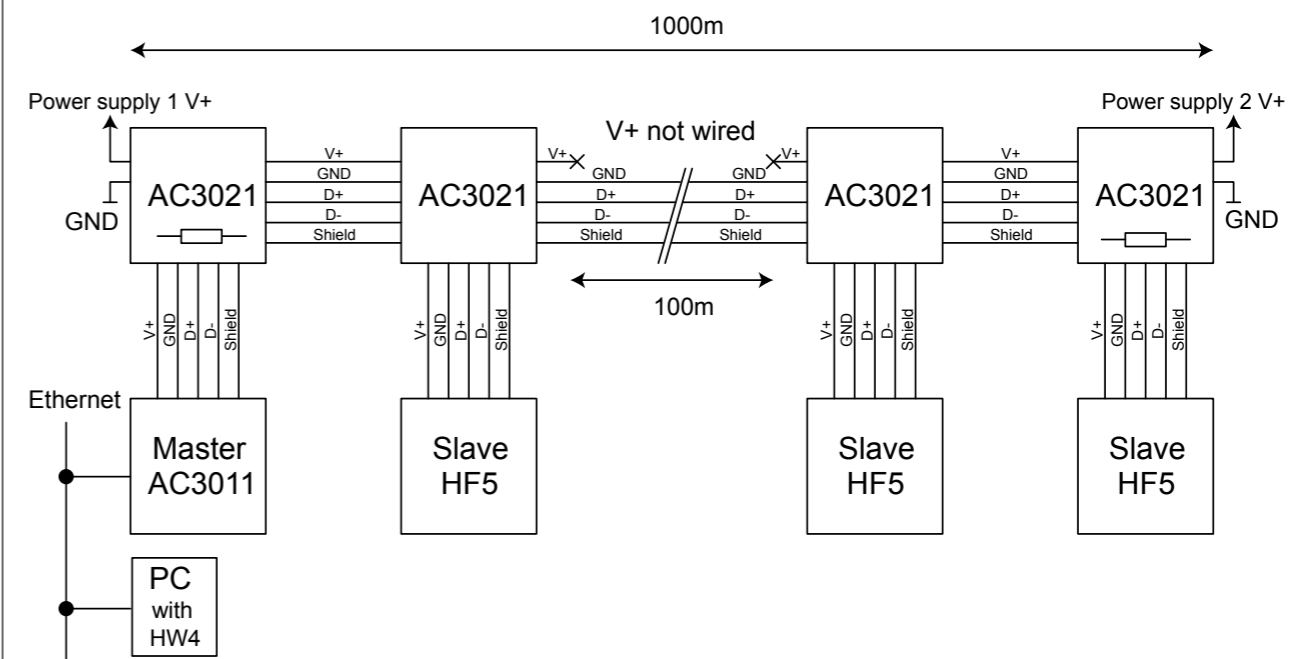 1000m
Power supply 1 V+
Power supply 2 V+
V+ not wired
V+
V+
V+
V+
GND
GND
GND
GND
D+
D+
D+
D+
D-
D-
D-
D-
Shield
Shield
Shield
Shield
AC3021
AC3021
AC3021
AC3021
GND
GND
100m
V+
GND
D+
D-
Shield
V+
GND
D+
D-
Shield
V+
GND
D+
D-
Shield
V+
GND
D+
D-
Shield
Ethernet
Master
AC3011
Slave
HF5
Slave
HF5
Slave
HF5
PC
with
HW4